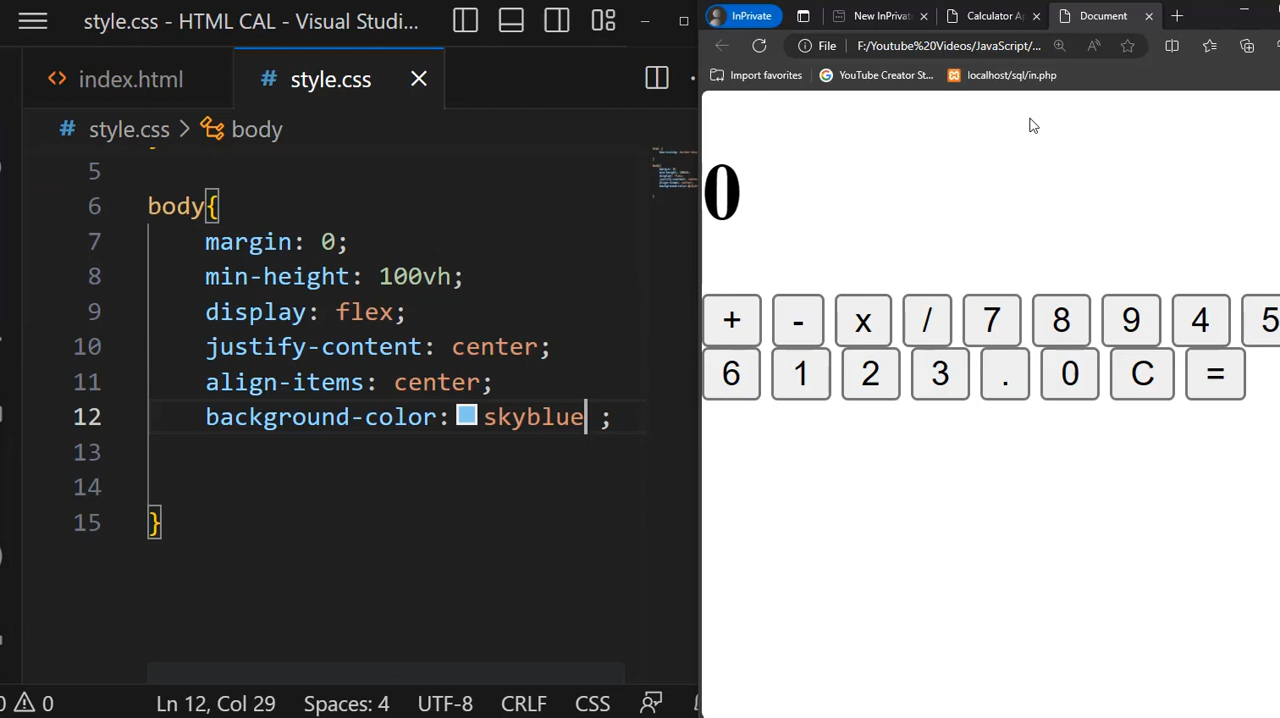 style.css - HTML CAL - Visual Studi...
index.html
# style.css
# style.css > body
5
6 body{
7 margin: 0;
8 min-height: 100vh;
9 display: flex;
10 justify-content: center;
11 align-items: center;
12 background-color: skyblue ;
13
14
15 }
0 0 Ln 12, Col 29 Spaces: 4 UTF-8 CRLF CSS
InPrivate New InPrivat Calculator Ap Document
File F:/Youtube%20Videos/JavaScript/...
Import favorites YouTube Creator St... localhost/sql/in.php
0
+ - x / 7 8 9 4 5
6 1 2 3 . 0 C =